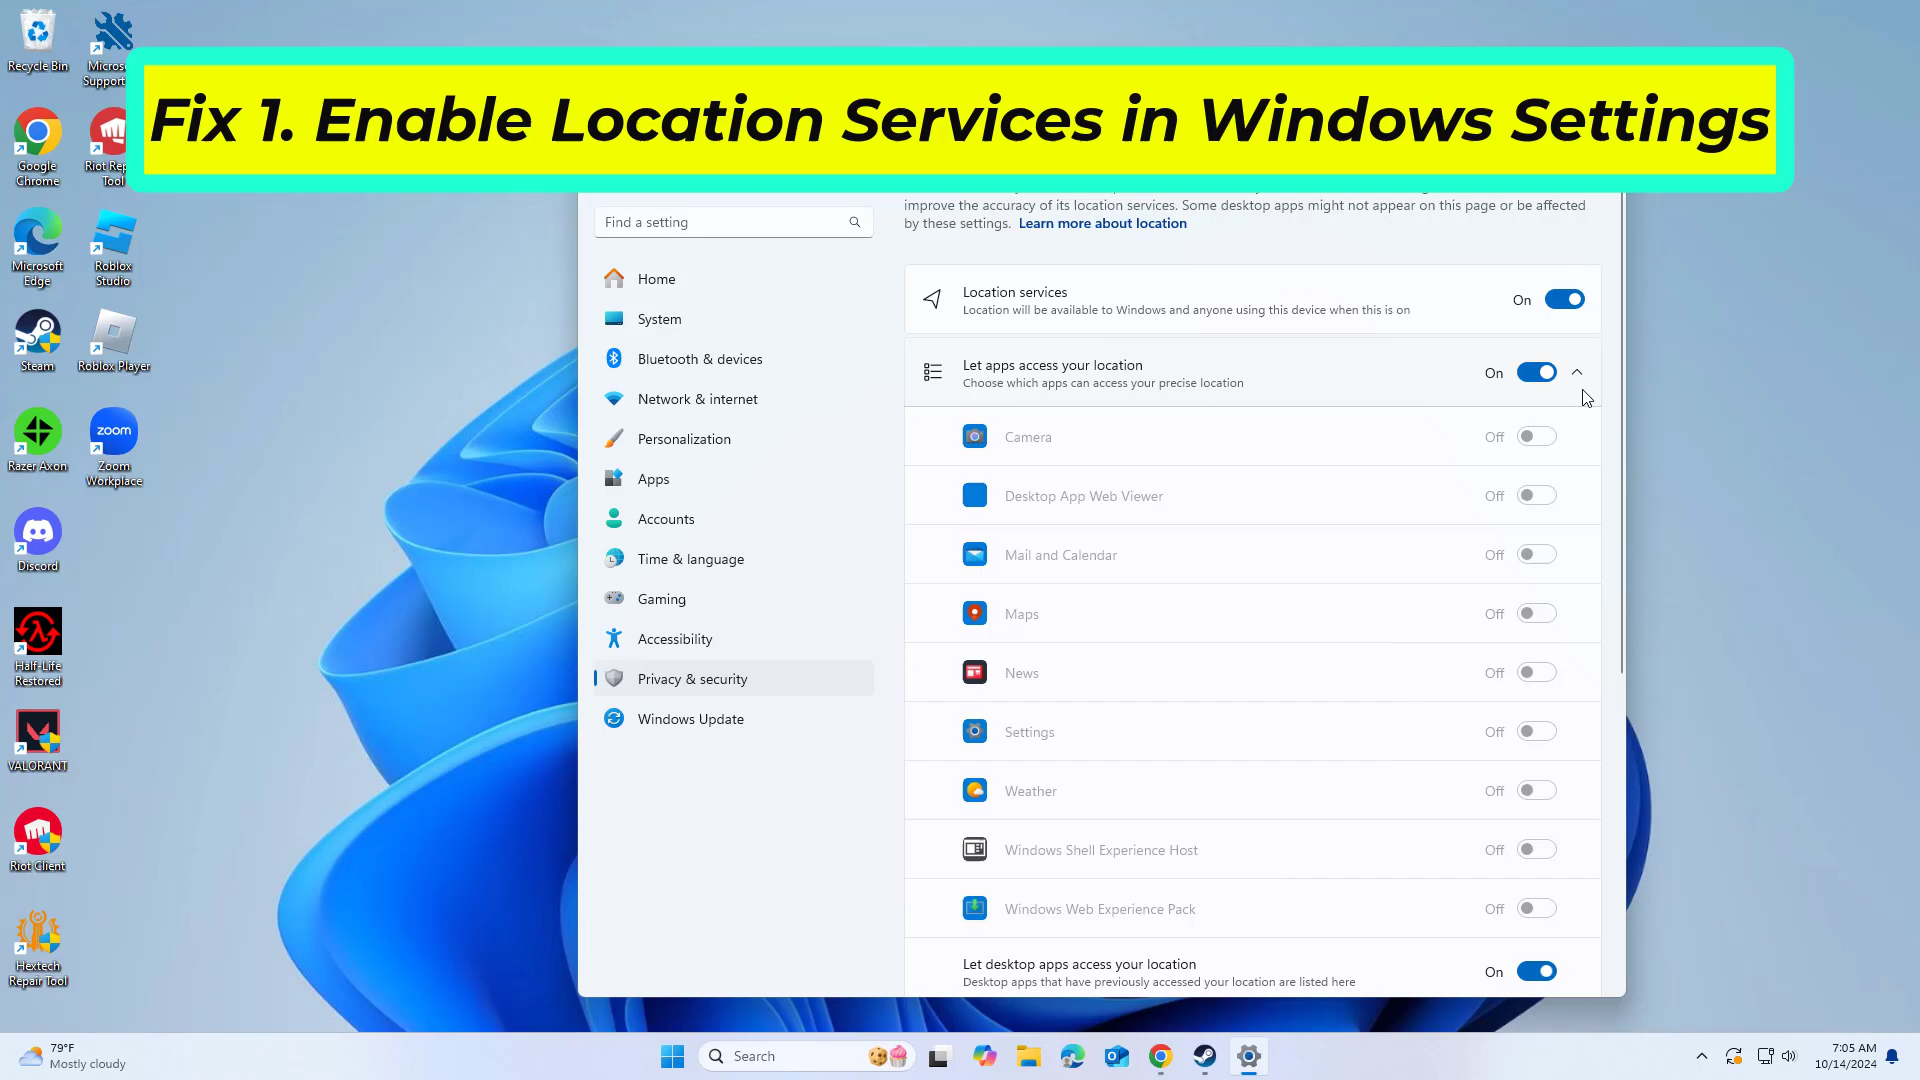 Recycle Bin
Support
Fix 1. Enable Location Services in Windows Settings
Google
Chrome
Tool
Microsoft
Edge
Roblox
Studio
Steam
Roblox Player
Razer Axon
zoom
Zoom
Workplace
Discord
Half-Life
Restored
VALORANT
Riot Client
Hextech
Repair Tool
Find a setting
Home
System
Bluetooth & devices
Network & internet
Personalization
Apps
Accounts
Time & language
Gaming
Accessibility
Privacy & security
Windows Update
improve the accuracy of its location services. Some desktop apps might not appear on this page or be affected
by these settings. Learn more about location
Location services
Location will be available to Windows and anyone using this device when this is on
On
Let apps access your location
Choose which apps can access your precise location
On
Camera
Off
Desktop App Web Viewer
Off
Mail and Calendar
Off
Maps
Off
News
Off
Settings
Off
Weather
Off
Windows Shell Experience Host
Off
Windows Web Experience Pack
Off
Let desktop apps access your location
Desktop apps that have previously accessed your location are listed here
On
79°F
Mostly cloudy
Search
7:05 AM
10/14/2024